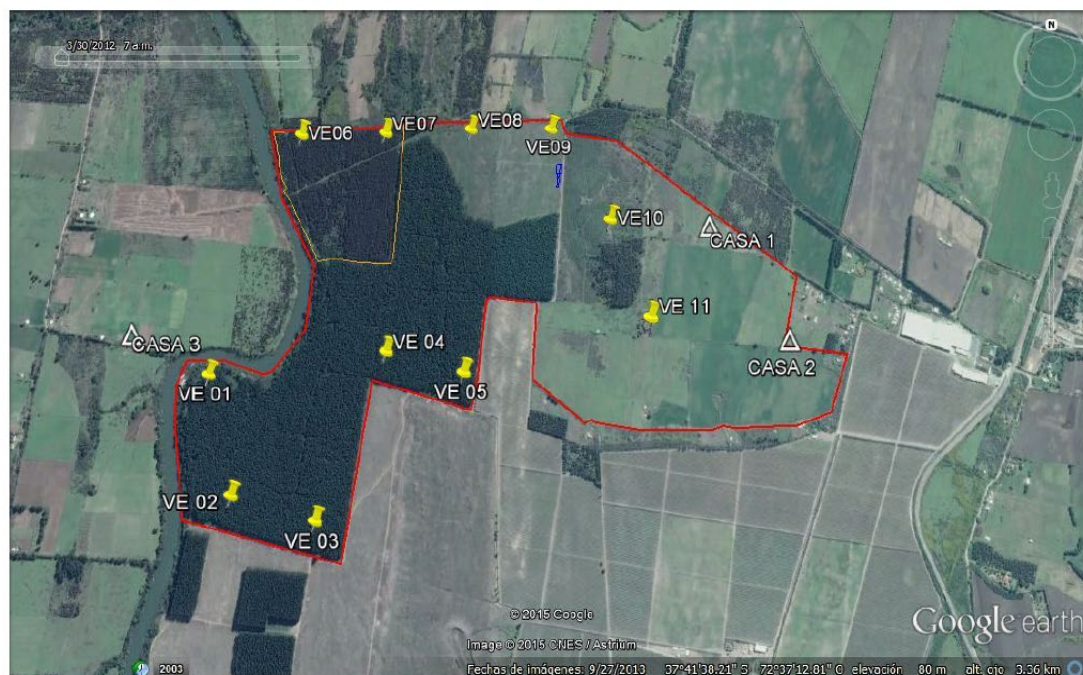 3/30/2012 7 a.m.
N
VE06
VE07
VE08
VE09
VE10
CASA 1
VE 11
VE 04
CASA 3
VE 01
VE 05
CASA 2
VE 02
VE 03
© 2015 Google
Google earth
Image © 2015 CNES / Astrium
2003
Fechas de imágenes: 9/27/2013 37°41'38.21" S 72°37'12.81" O elevación 80 m alt. ojo 3.36 km